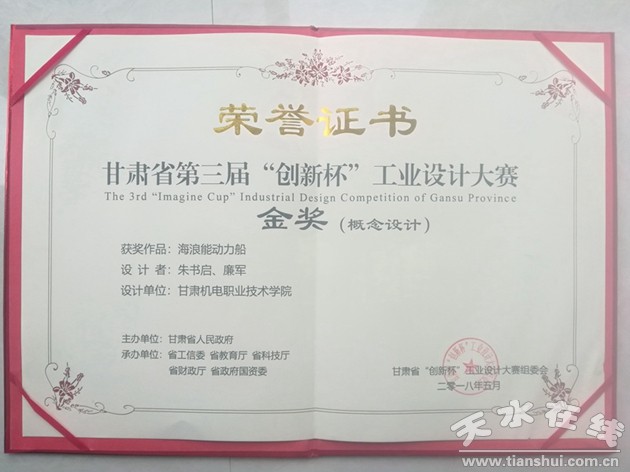 荣誉证书
甘肃省第三届“创新杯”工业设计大赛
The 3rd “Imagine Cup” Industrial Design Competition of Gansu Province
金奖（概念设计）
获奖作品：海浪能动力船
设 计 者：朱书启、廉军
设计单位：甘肃机电职业技术学院
主办单位：甘肃省人民政府
承办单位：省工信委 省教育厅 省科技厅
省财政厅 省政府国资委
甘肃省“创新杯”工业设计大赛组委会
二〇一八年五月
天水在线
www.tianshui.com.cn